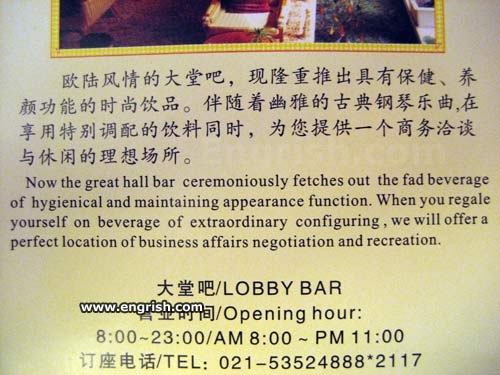 欧陆风情的大堂吧，现隆重推出具有保健、养
颜功能的时尚饮品。伴随着幽雅的古典钢琴乐曲,在
享用特别调配的饮料同时，为您提供一个商务洽谈
与休闲的理想场所。
Now the great hall bar ceremoniously fetches out the fad beverage
of hygienical and maintaining appearance function. When you regale
yourself on beverage of extraordinary configuring , we will offer a
perfect location of business affairs negotiation and recreation.
大堂吧/LOBBY BAR
www.engrish.com
营业时间/Opening hour:
8:00~23:00/AM 8:00 ~ PM 11:00
订座电话/TEL: 021-53524888*2117